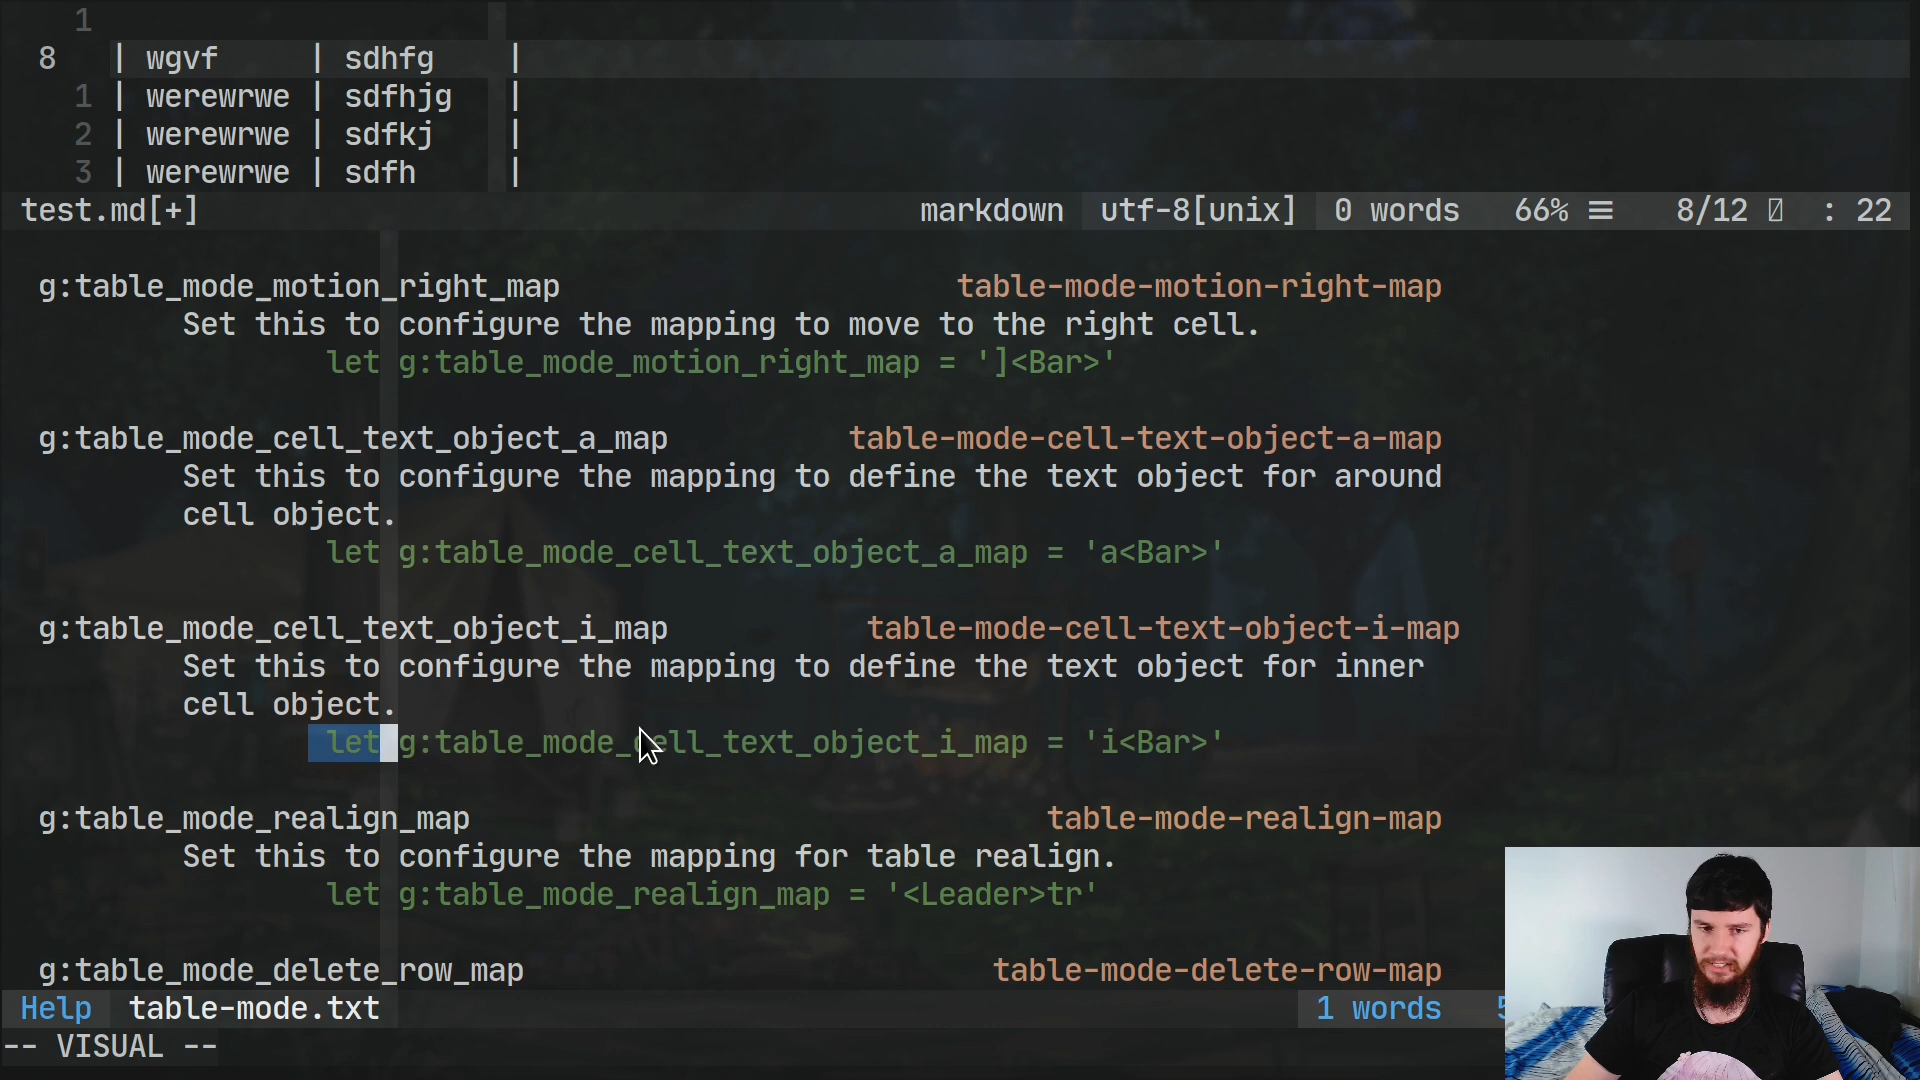 1
8 | wgvf | sdhfg |
1 | werewrwe | sdfhjg |
2 | werewrwe | sdfkj |
3 | werewrwe | sdfh |
test.md[+] markdown utf-8[unix] 0 words 66% ☰ 8/12 : 22
g:table_mode_motion_right_map table-mode-motion-right-map
Set this to configure the mapping to move to the right cell.
let g:table_mode_motion_right_map = ']<Bar>'
g:table_mode_cell_text_object_a_map table-mode-cell-text-object-a-map
Set this to configure the mapping to define the text object for around
cell object.
let g:table_mode_cell_text_object_a_map = 'a<Bar>'
g:table_mode_cell_text_object_i_map table-mode-cell-text-object-i-map
Set this to configure the mapping to define the text object for inner
cell object.
let g:table_mode_cell_text_object_i_map = 'i<Bar>'
g:table_mode_realign_map table-mode-realign-map
Set this to configure the mapping for table realign.
let g:table_mode_realign_map = '<Leader>tr'
g:table_mode_delete_row_map table-mode-delete-row-map
Help table-mode.txt 1 words
-- VISUAL --